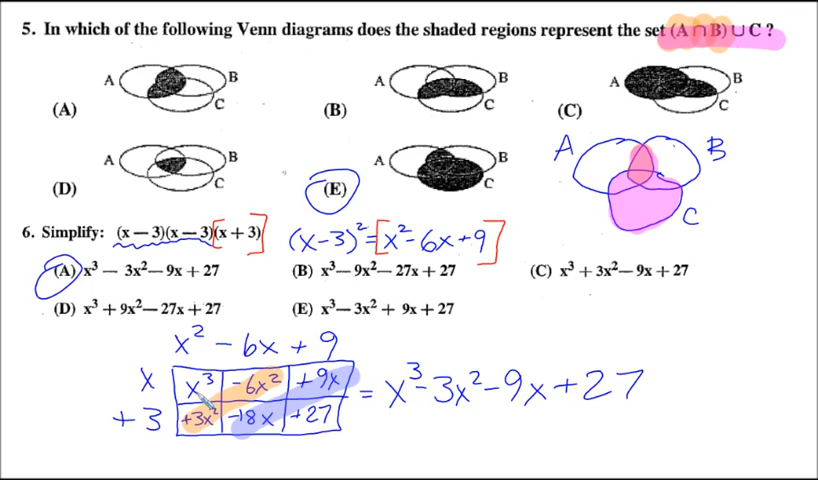 5. In which of the following Venn diagrams does the shaded regions represent the set (A ∩ B) ∪ C ?
A B C
(A)
A B C
(B)
A B C
(C)
A B C
(D)
A B C
(E)
A B C
6. Simplify: (x – 3)(x – 3)[(x + 3)] (x-3)² = [x² - 6x + 9]
(A) x³ – 3x² – 9x + 27 (B) x³ – 9x² – 27x + 27 (C) x³ + 3x² – 9x + 27
(D) x³ + 9x² – 27x + 27 (E) x³ – 3x² + 9x + 27
x² - 6x + 9
x x³ -6x² +9x = x³ - 3x² - 9x + 27
+3 +3x² -18x +27